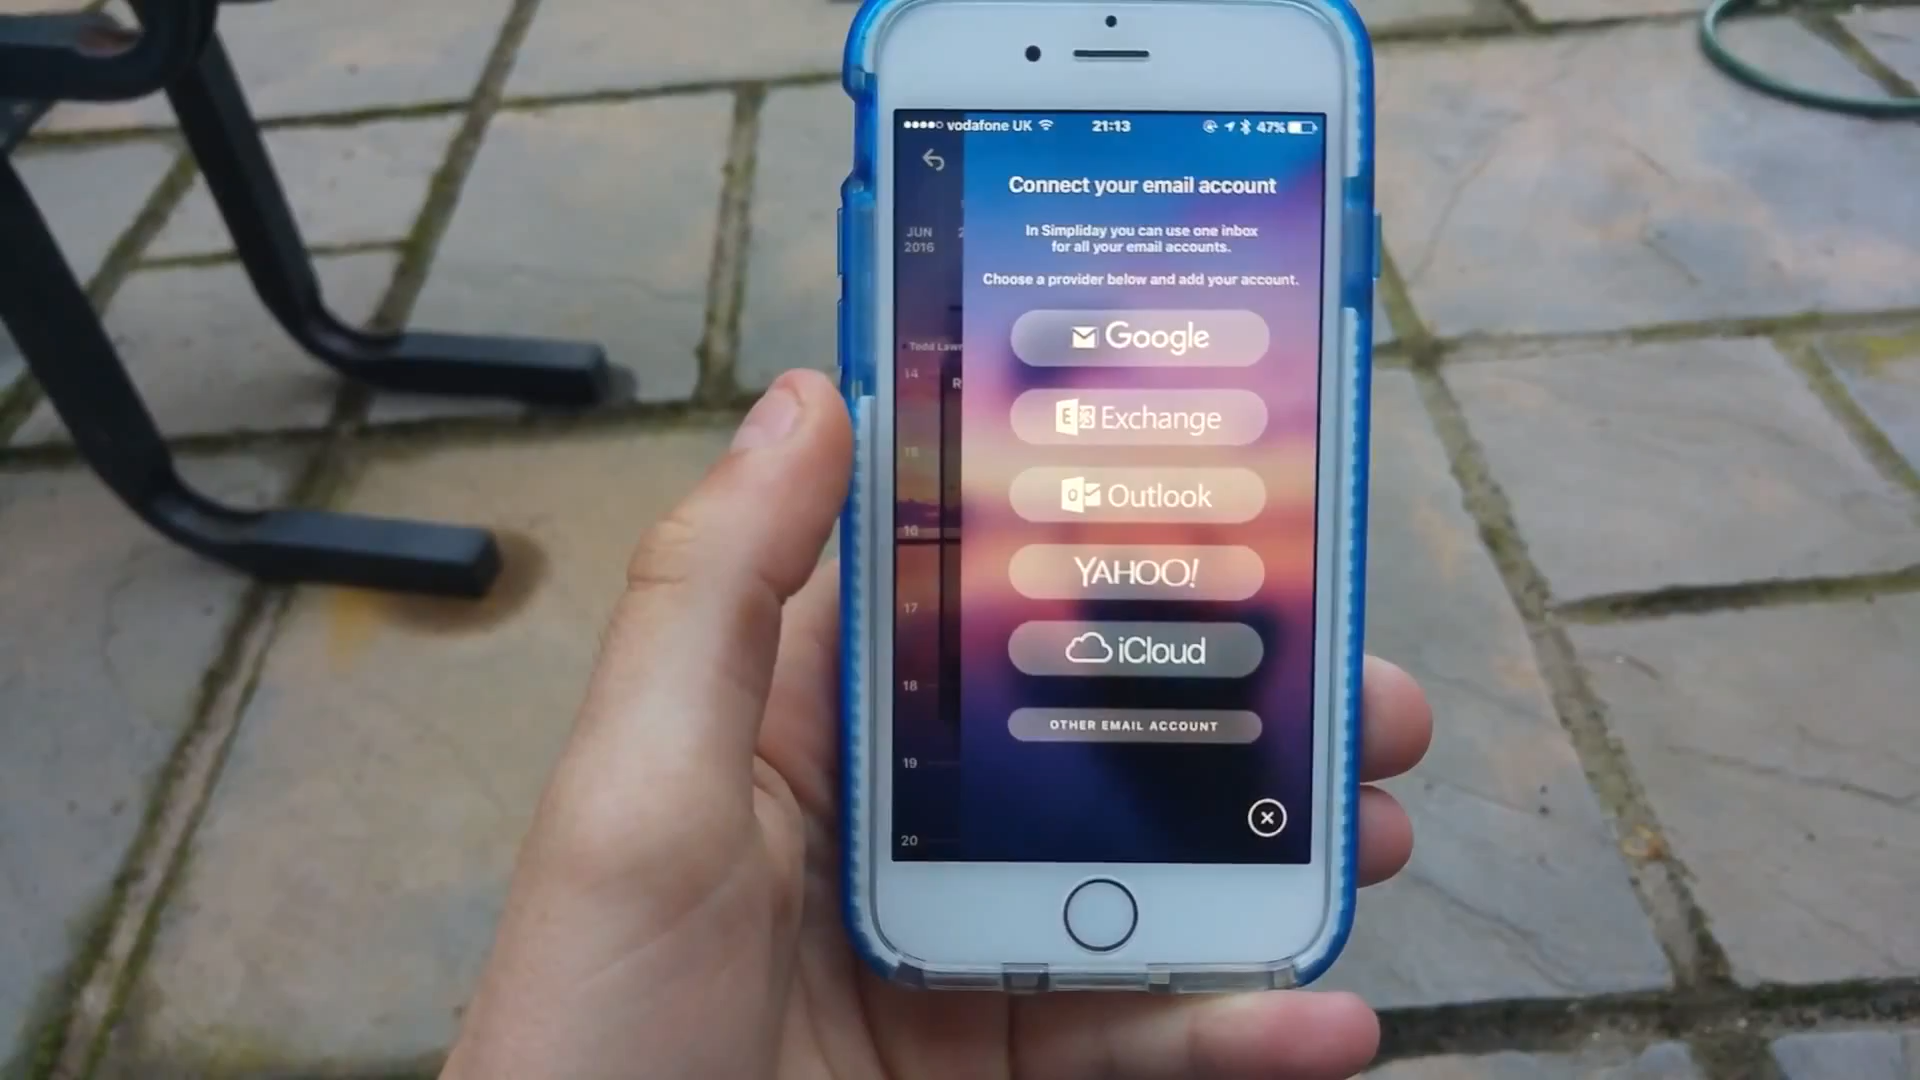 vodafone UK 21:13 47%
Connect your email account
In Simpliday you can use one inbox
for all your email accounts.
Choose a provider below and add your account.
JUN
2016
Todd Lawr
14
R
15
16
17
18
19
20
Google
E Exchange
O Outlook
YAHOO!
iCloud
OTHER EMAIL ACCOUNT